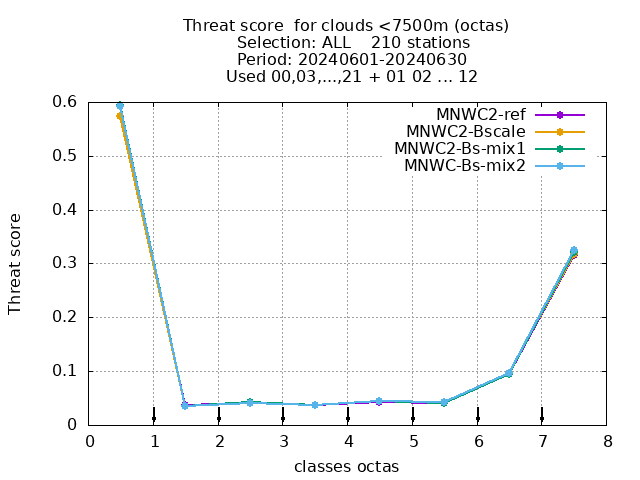 Threat score  for clouds <7500m (octas)
Selection: ALL    210 stations
Period: 20240601-20240630
Used 00,03,...,21 + 01 02 ... 12
MNWC2-ref
MNWC2-Bscale
MNWC2-Bs-mix1
MNWC-Bs-mix2
Threat score
0.6
0.5
0.4
0.3
0.2
0.1
0
0 1 2 3 4 5 6 7 8
classes octas